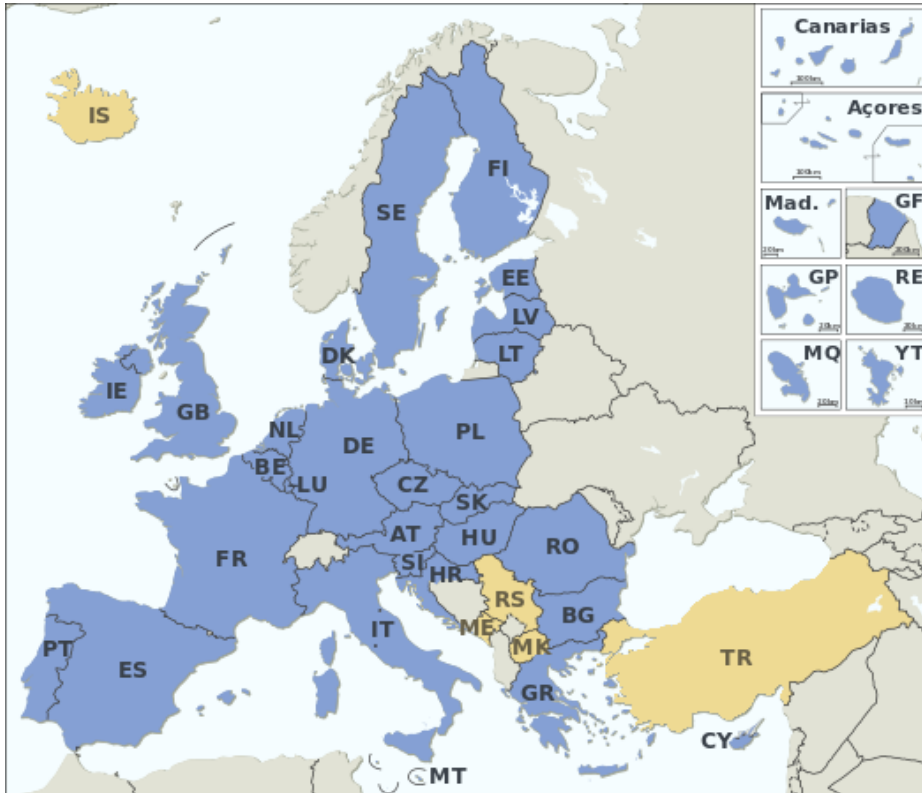 Canarias
100km
IS
Açores
100km
FI
SE
Mad.
GF
EE
GP
RE
LV
DK
LT
MQ
YT
IE
GB
NL
DE
PL
BE
LU
CZ
SK
AT
HU
FR
RO
SI
HR
RS
BG
ME
IT
PT
MK
ES
TR
GR
CY
MT